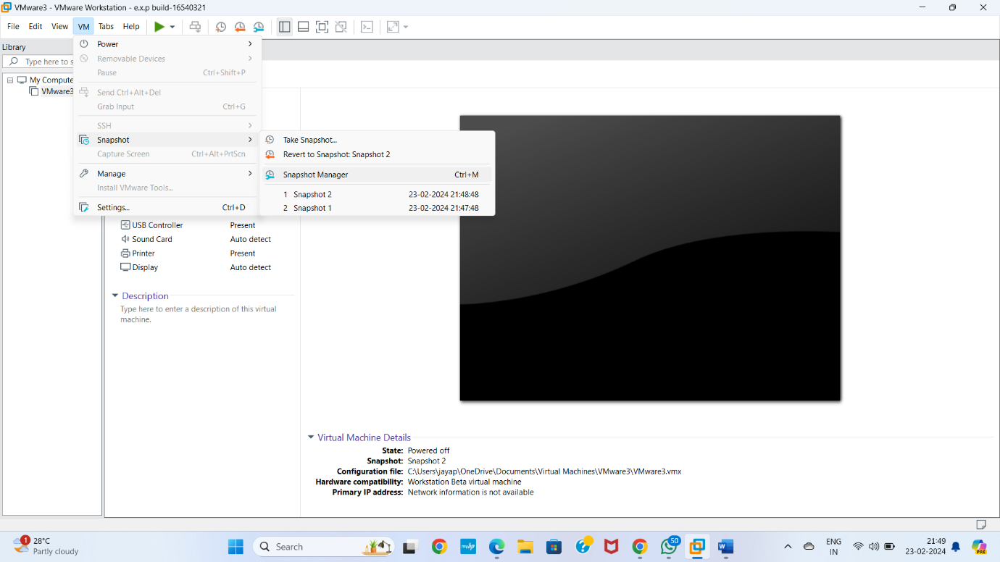 VMware3 - VMware Workstation - e.x.p build-16540321
File Edit View VM Tabs Help
Library
Type here to s
My Compute
VMware3
Power
Removable Devices
Pause Ctrl+Shift+P
Send Ctrl+Alt+Del
Grab Input Ctrl+G
SSH
Snapshot
Capture Screen Ctrl+Alt+PrtScn
Manage
Install VMware Tools...
Settings... Ctrl+D
Take Snapshot...
Revert to Snapshot: Snapshot 2
Snapshot Manager Ctrl+M
1 Snapshot 2 23-02-2024 21:48:48
2 Snapshot 1 23-02-2024 21:47:48
USB Controller Present
Sound Card Auto detect
Printer Present
Display Auto detect
Description
Type here to enter a description of this virtual
machine.
Virtual Machine Details
State: Powered off
Snapshot: Snapshot 2
Configuration file: C:\Users\jayap\OneDrive\Documents\Virtual Machines\VMware3\VMware3.vmx
Hardware compatibility: Workstation Beta virtual machine
Primary IP address: Network information is not available
1
28°C
Partly cloudy
Search
myhp
50
W
ENG
IN
21:49
23-02-2024
PRE